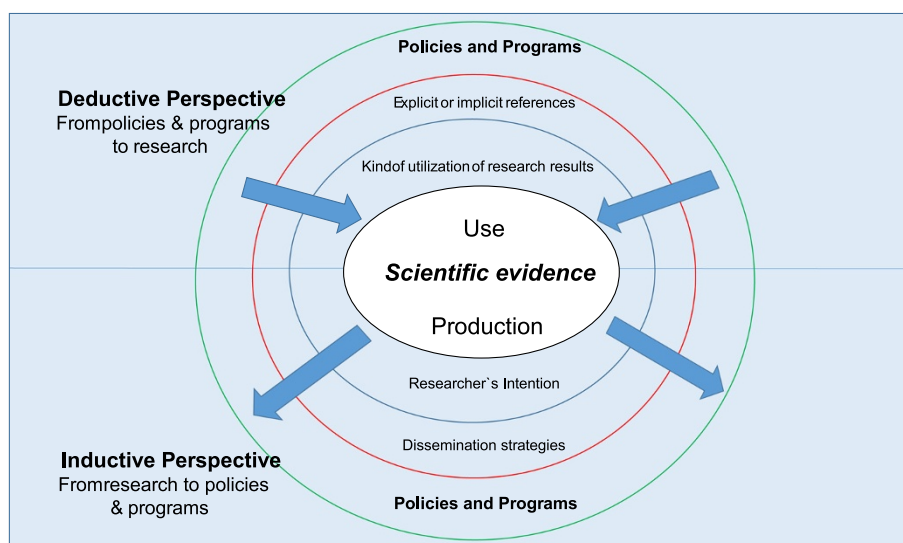 Policies and Programs
Deductive Perspective
Frompolicies & programs
to research
Explicit or implicit references
Kindof utilization of research results
Use
Scientific evidence
Production
Researcher`s Intention
Dissemination strategies
Inductive Perspective
Fromresearch to policies
& programs
Policies and Programs